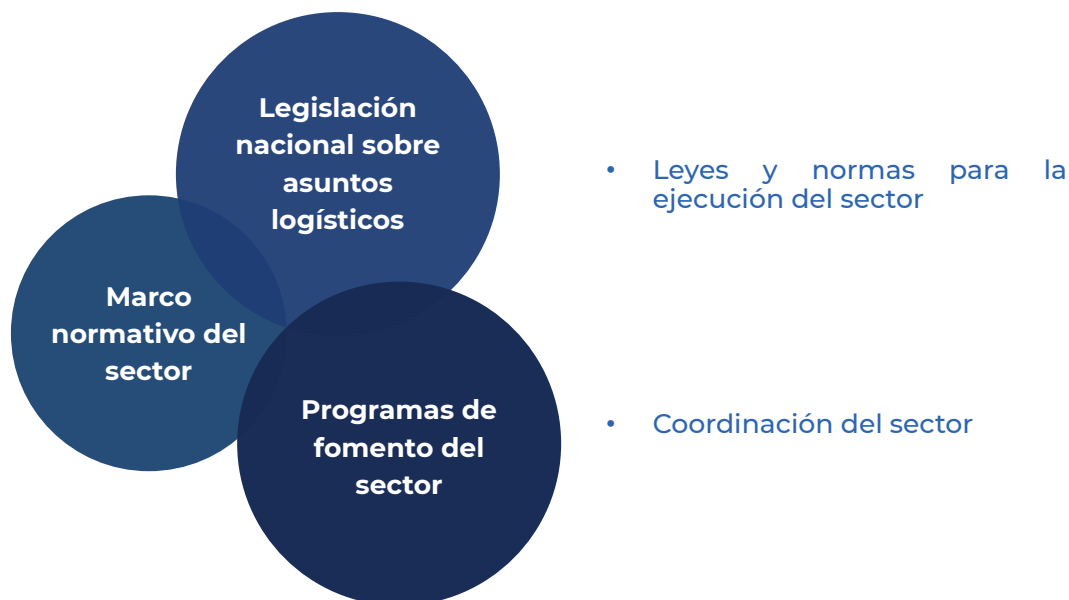 Legislación
nacional sobre
asuntos
logísticos
• Leyes y normas para la
ejecución del sector
Marco
normativo del
sector
Programas de
fomento del
sector
• Coordinación del sector